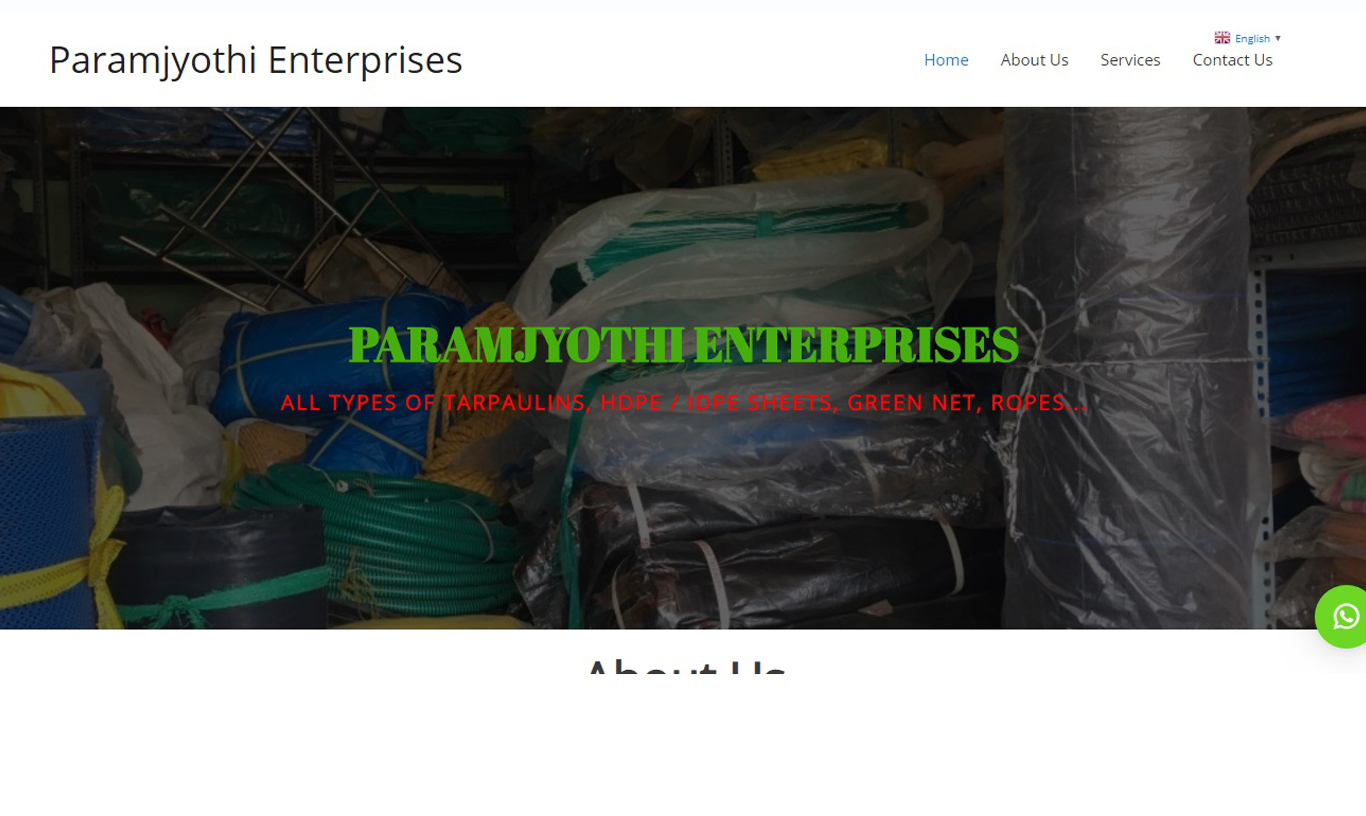 English ▼
Paramjyothi Enterprises
Home About Us Services Contact Us
PARAMJYOTHI ENTERPRISES
ALL TYPES OF TARPAULINS, HDPE / IDPE SHEETS, GREEN NET, ROPES...
About Us